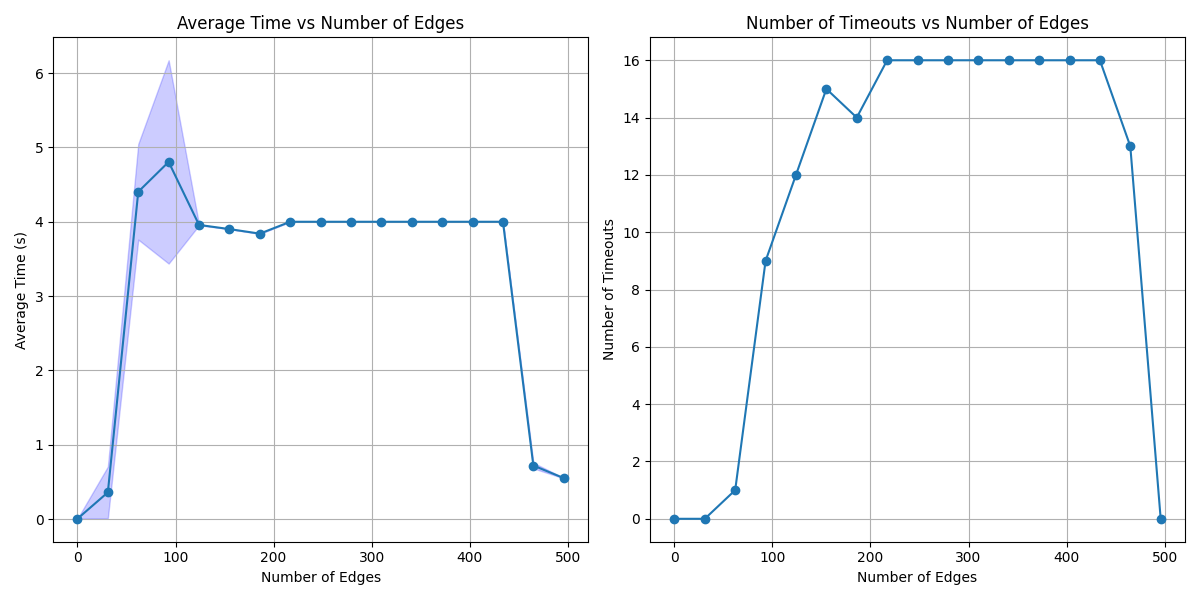 Average Time vs Number of Edges
Average Time (s)
6
5
4
3
2
1
0
0 100 200 300 400 500
Number of Edges
Number of Timeouts vs Number of Edges
Number of Timeouts
16
14
12
10
8
6
4
2
0
0 100 200 300 400 500
Number of Edges